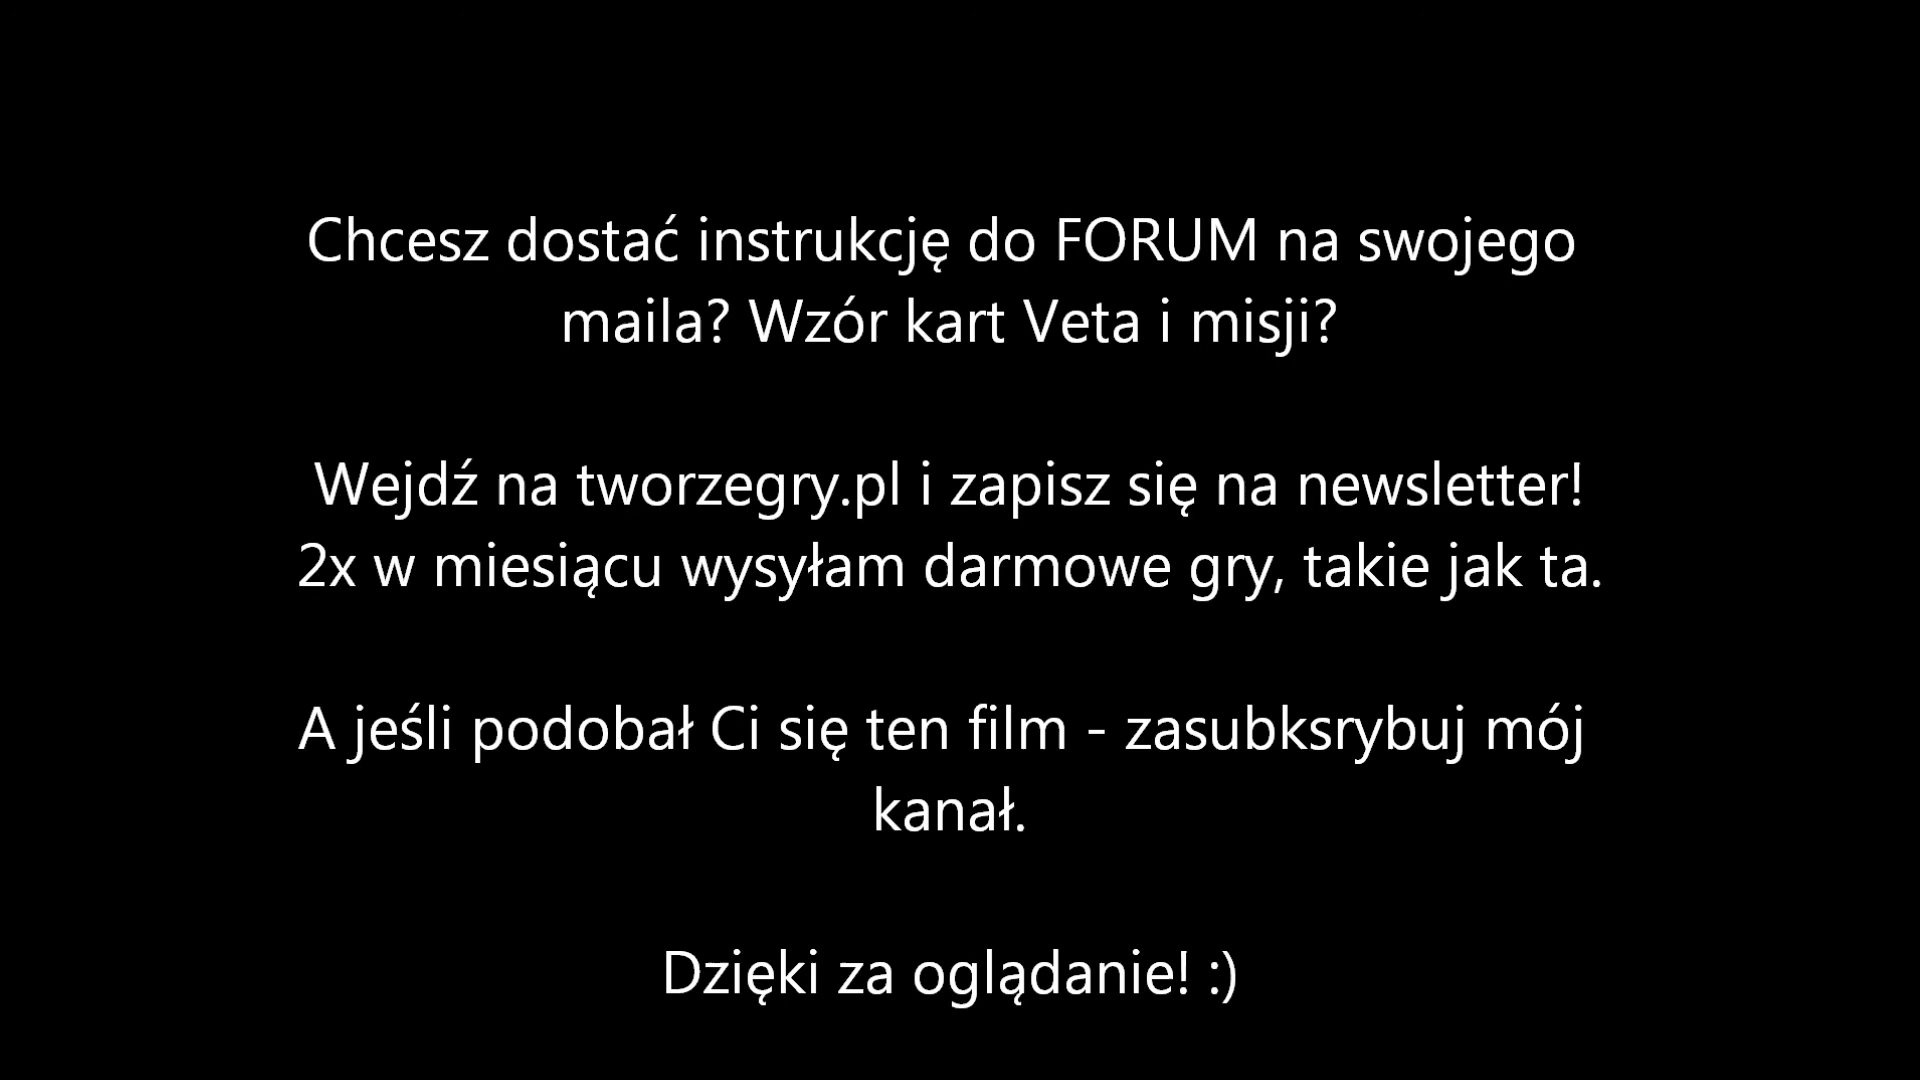 Chcesz dostać instrukcję do FORUM na swojego
maila? Wzór kart Veta i misji?
Wejdź na tworzegry.pl i zapisz się na newsletter!
2x w miesiącu wysyłam darmowe gry, takie jak ta.
A jeśli podobał Ci się ten film - zasubksrybuj mój
kanał.
Dzięki za oglądanie! :)